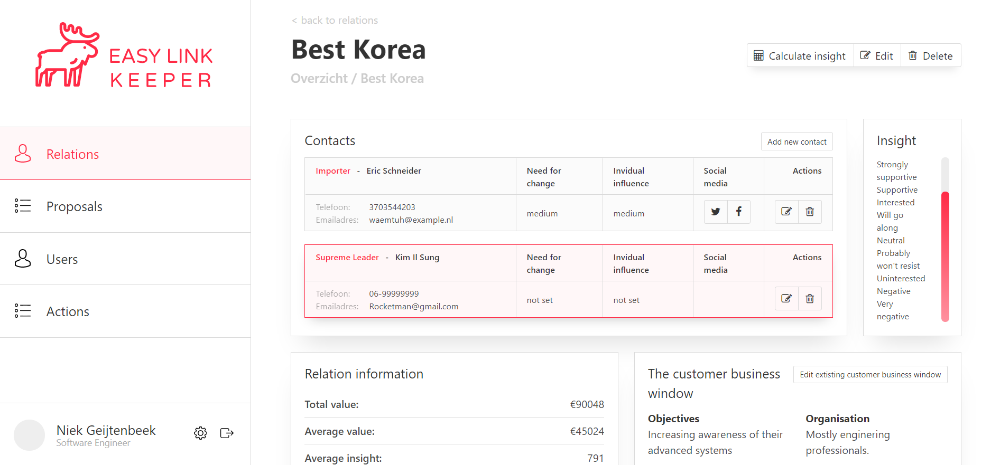 EASY LINK
KEEPER
Relations
Proposals
Users
Actions
Niek Geijtenbeek
Software Engineer
< back to relations
Best Korea
Overzicht / Best Korea
Calculate insight
Edit
Delete
Contacts
Add new contact
Importer - Eric Schneider
Need for
change
Invidual
influence
Social
media
Actions
Telefoon: 3703544203
Emailadres: waemtuh@example.nl
medium
medium
Supreme Leader - Kim Il Sung
Need for
change
Invidual
influence
Social
media
Actions
Telefoon: 06-99999999
Emailadres: Rocketman@gmail.com
not set
not set
Insight
Strongly
supportive
Supportive
Interested
Will go
along
Neutral
Probably
won't resist
Uninterested
Negative
Very
negative
Relation information
Total value: €90048
Average value: €45024
Average insight: 791
The customer business
window
Edit extisting customer business window
Objectives
Increasing awareness of their
advanced systems
Organisation
Mostly enginering
professionals.